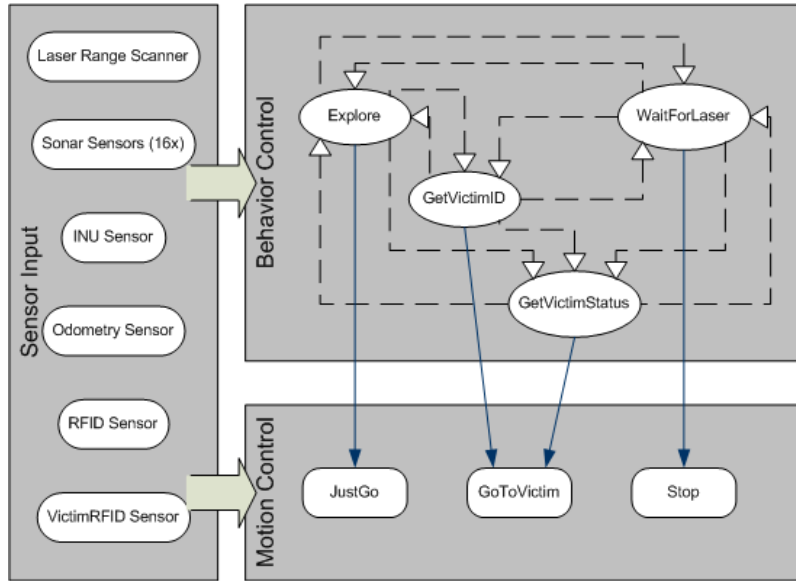 Sensor Input
Laser Range Scanner
Sonar Sensors (16x)
INU Sensor
Odometry Sensor
RFID Sensor
VictimRFID Sensor
Behavior Control
Explore
WaitForLaser
GetVictimID
GetVictimStatus
Motion Control
JustGo
GoToVictim
Stop